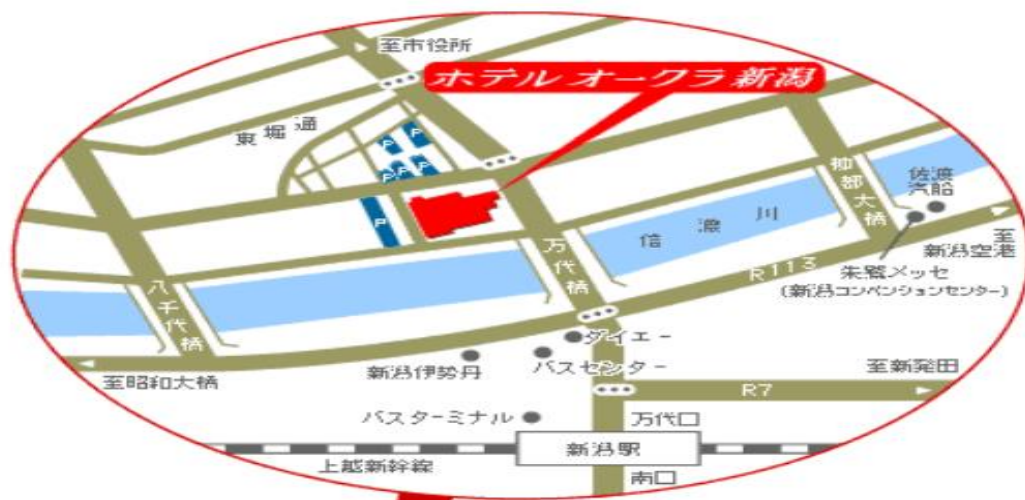 至市役所
ホテル オークラ 新潟
東堀通
P
P
P
P
P
P
佐渡
汽船
柳都大橋
信濃川
万代橋
至
新潟空港
R113
朱鷺メッセ
(新潟コンベンションセンター)
八千代橋
ダイエー
至昭和大橋
新潟伊勢丹
バスセンター
至新発田
R7
バスターミナル
万代口
新潟駅
上越新幹線
南口